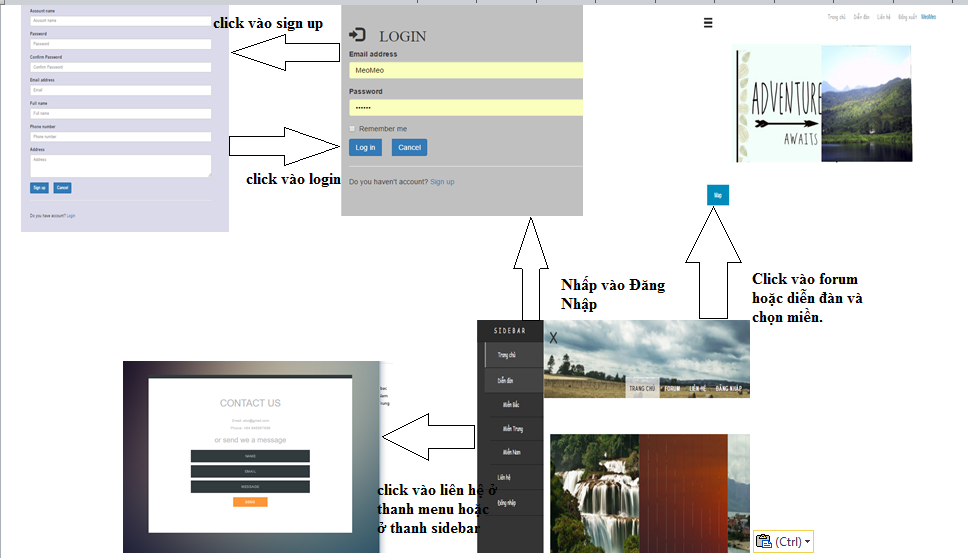 Account name
Account name
Password
Password
Confirm Password
Confirm Password
Email address
Email
Full name
Full name
Phone number
Phone number
Address
Address
Sign up
Cancel
Do you have account? Login
click vào sign up
click vào login
LOGIN
Email address
MeoMeo
Password
••••••
Remember me
Log in
Cancel
Do you haven't account? Sign up
Trang chủ
Diễn đàn
Liên hệ
Đăng xuất
MeoMeo
ADVENTURE
AWAITS
Map
Nhấp vào Đăng
Nhập
Click vào forum
hoặc diễn đàn và
chọn miền.
SIDEBAR
X
Trang chủ
Diễn đàn
Miền Bắc
Miền Trung
Miền Nam
Liên hệ
Đăng nhập
TRANG CHỦ
FORUM
LIÊN HỆ
ĐĂNG NHẬP
CONTACT US
or send we a message
NAME
EMAIL
MESSAGE
SEND
click vào liên hệ ở
thanh menu hoặc
ở thanh sidebar
(Ctrl)